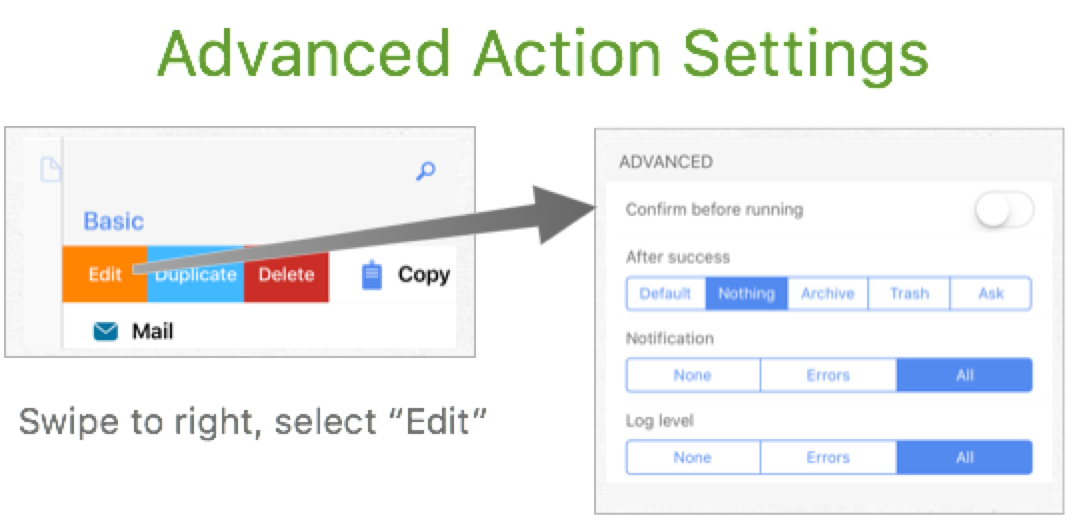 Advanced Action Settings
Basic
Edit Duplicate Delete Copy
Mail
Swipe to right, select “Edit”
ADVANCED
Confirm before running
After success
Default Nothing Archive Trash Ask
Notification
None Errors All
Log level
None Errors All